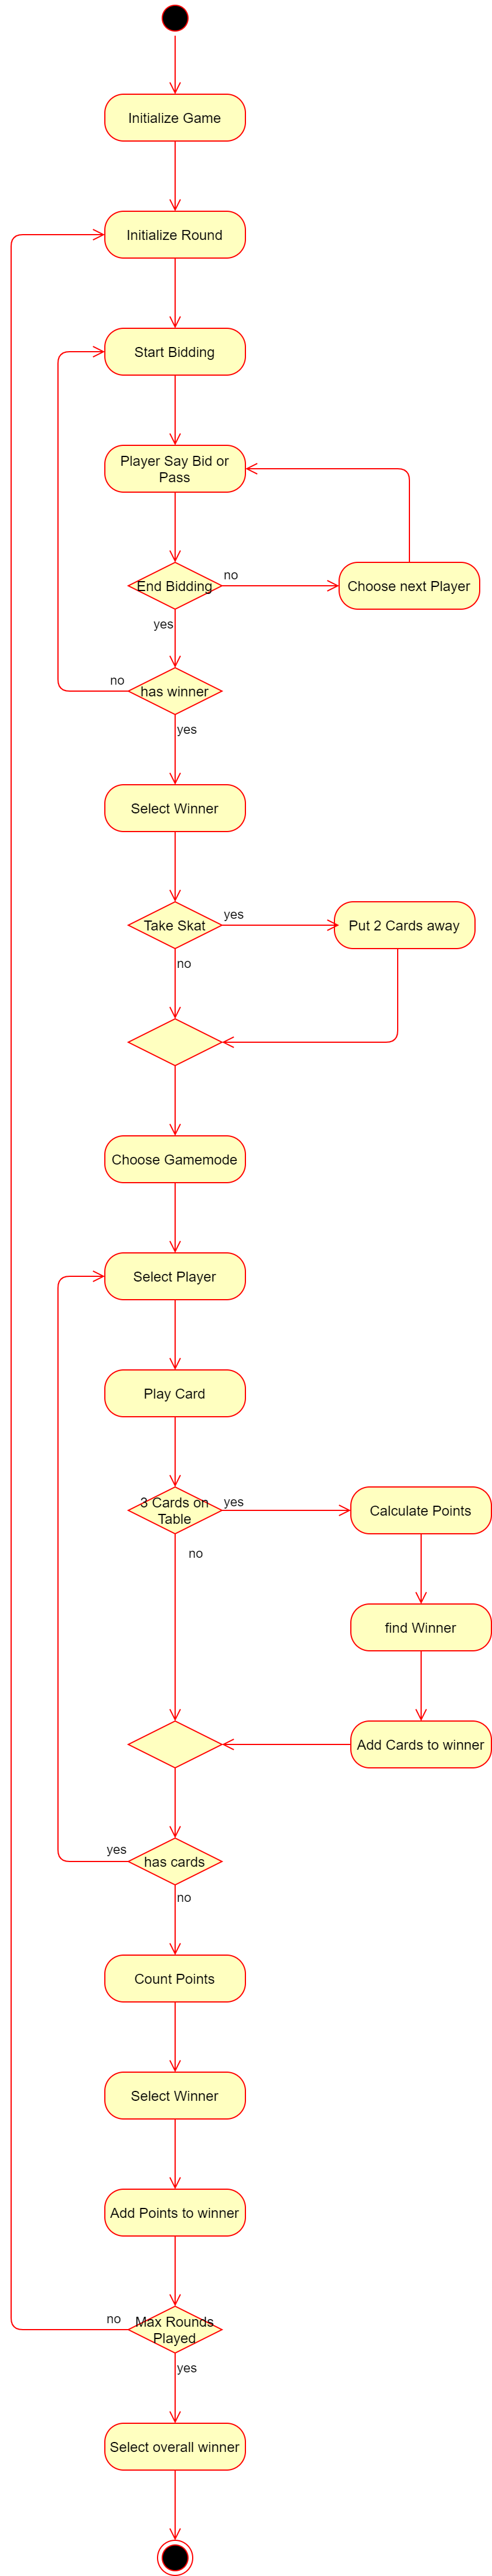 Initialize Game
Initialize Round
Start Bidding
Player Say Bid or
Pass
End Bidding
no
Choose next Player
yes
no
has winner
yes
Select Winner
Take Skat
yes
Put 2 Cards away
no
Choose Gamemode
Select Player
Play Card
3 Cards on
Table
yes
Calculate Points
no
find Winner
Add Cards to winner
yes
has cards
no
Count Points
Select Winner
Add Points to winner
no
Max Rounds
Played
yes
Select overall winner